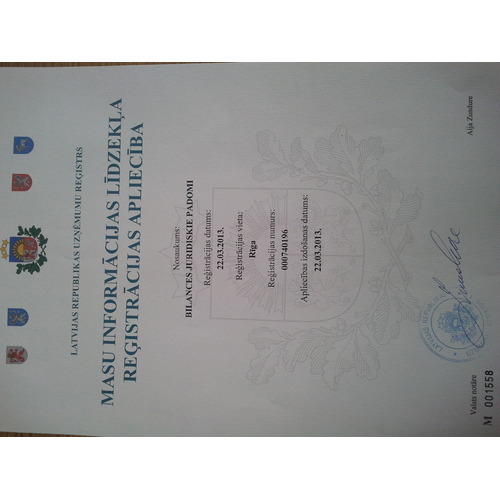 LATVIJAS REPUBLIKAS UZŅĒMUMU REĢISTRS
MASU INFORMĀCIJAS LĪDZEKĻA
REĢISTRĀCIJAS APLIECĪBA
Nosaukums:
BILANCES JURIDISKIE PADOMI
Reģistrācijas datums:
22.03.2013.
Reģistrācijas vieta:
Rīga
Reģistrācijas numurs:
000740196
Apliecības izdošanas datums:
22.03.2013.
Valsts notāre
Aija Zundure
M 001558